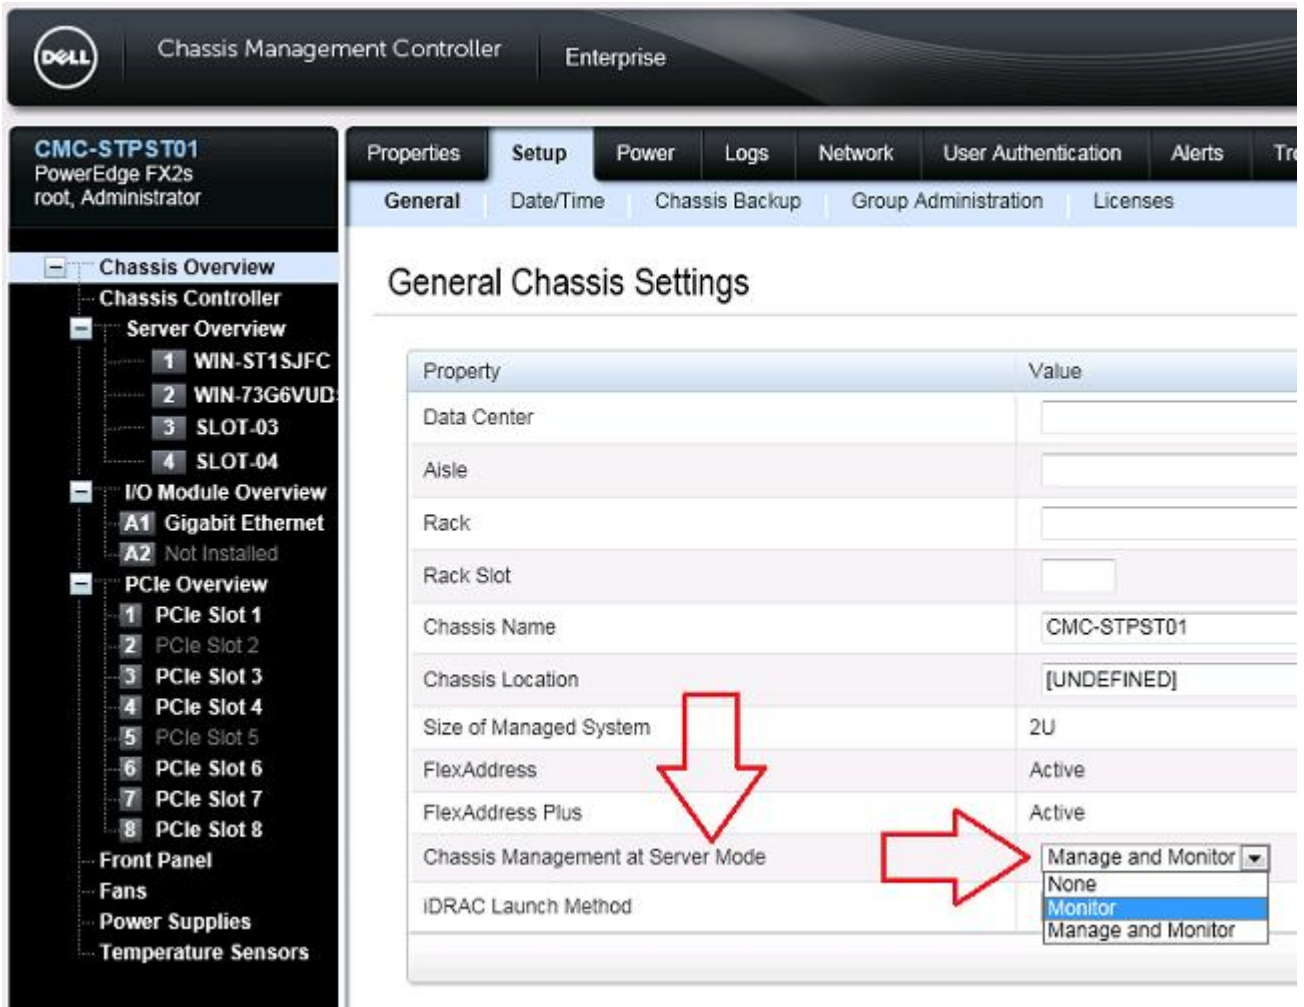 DELL
Chassis Management Controller
Enterprise
CMC-STPST01
PowerEdge FX2s
root, Administrator
Properties Setup Power Logs Network User Authentication Alerts
General Date/Time Chassis Backup Group Administration Licenses
Chassis Overview
Chassis Controller
Server Overview
1 WIN-ST1SJFC
2 WIN-73G6VUD
3 SLOT-03
4 SLOT-04
I/O Module Overview
A1 Gigabit Ethernet
A2 Not Installed
PCIe Overview
1 PCIe Slot 1
2 PCIe Slot 2
3 PCIe Slot 3
4 PCIe Slot 4
5 PCIe Slot 5
6 PCIe Slot 6
7 PCIe Slot 7
8 PCIe Slot 8
Front Panel
Fans
Power Supplies
Temperature Sensors
General Chassis Settings
Property Value
Data Center
Aisle
Rack
Rack Slot
Chassis Name CMC-STPST01
Chassis Location [UNDEFINED]
Size of Managed System 2U
FlexAddress Active
FlexAddress Plus Active
Chassis Management at Server Mode Manage and Monitor
None
iDRAC Launch Method Monitor
Manage and Monitor